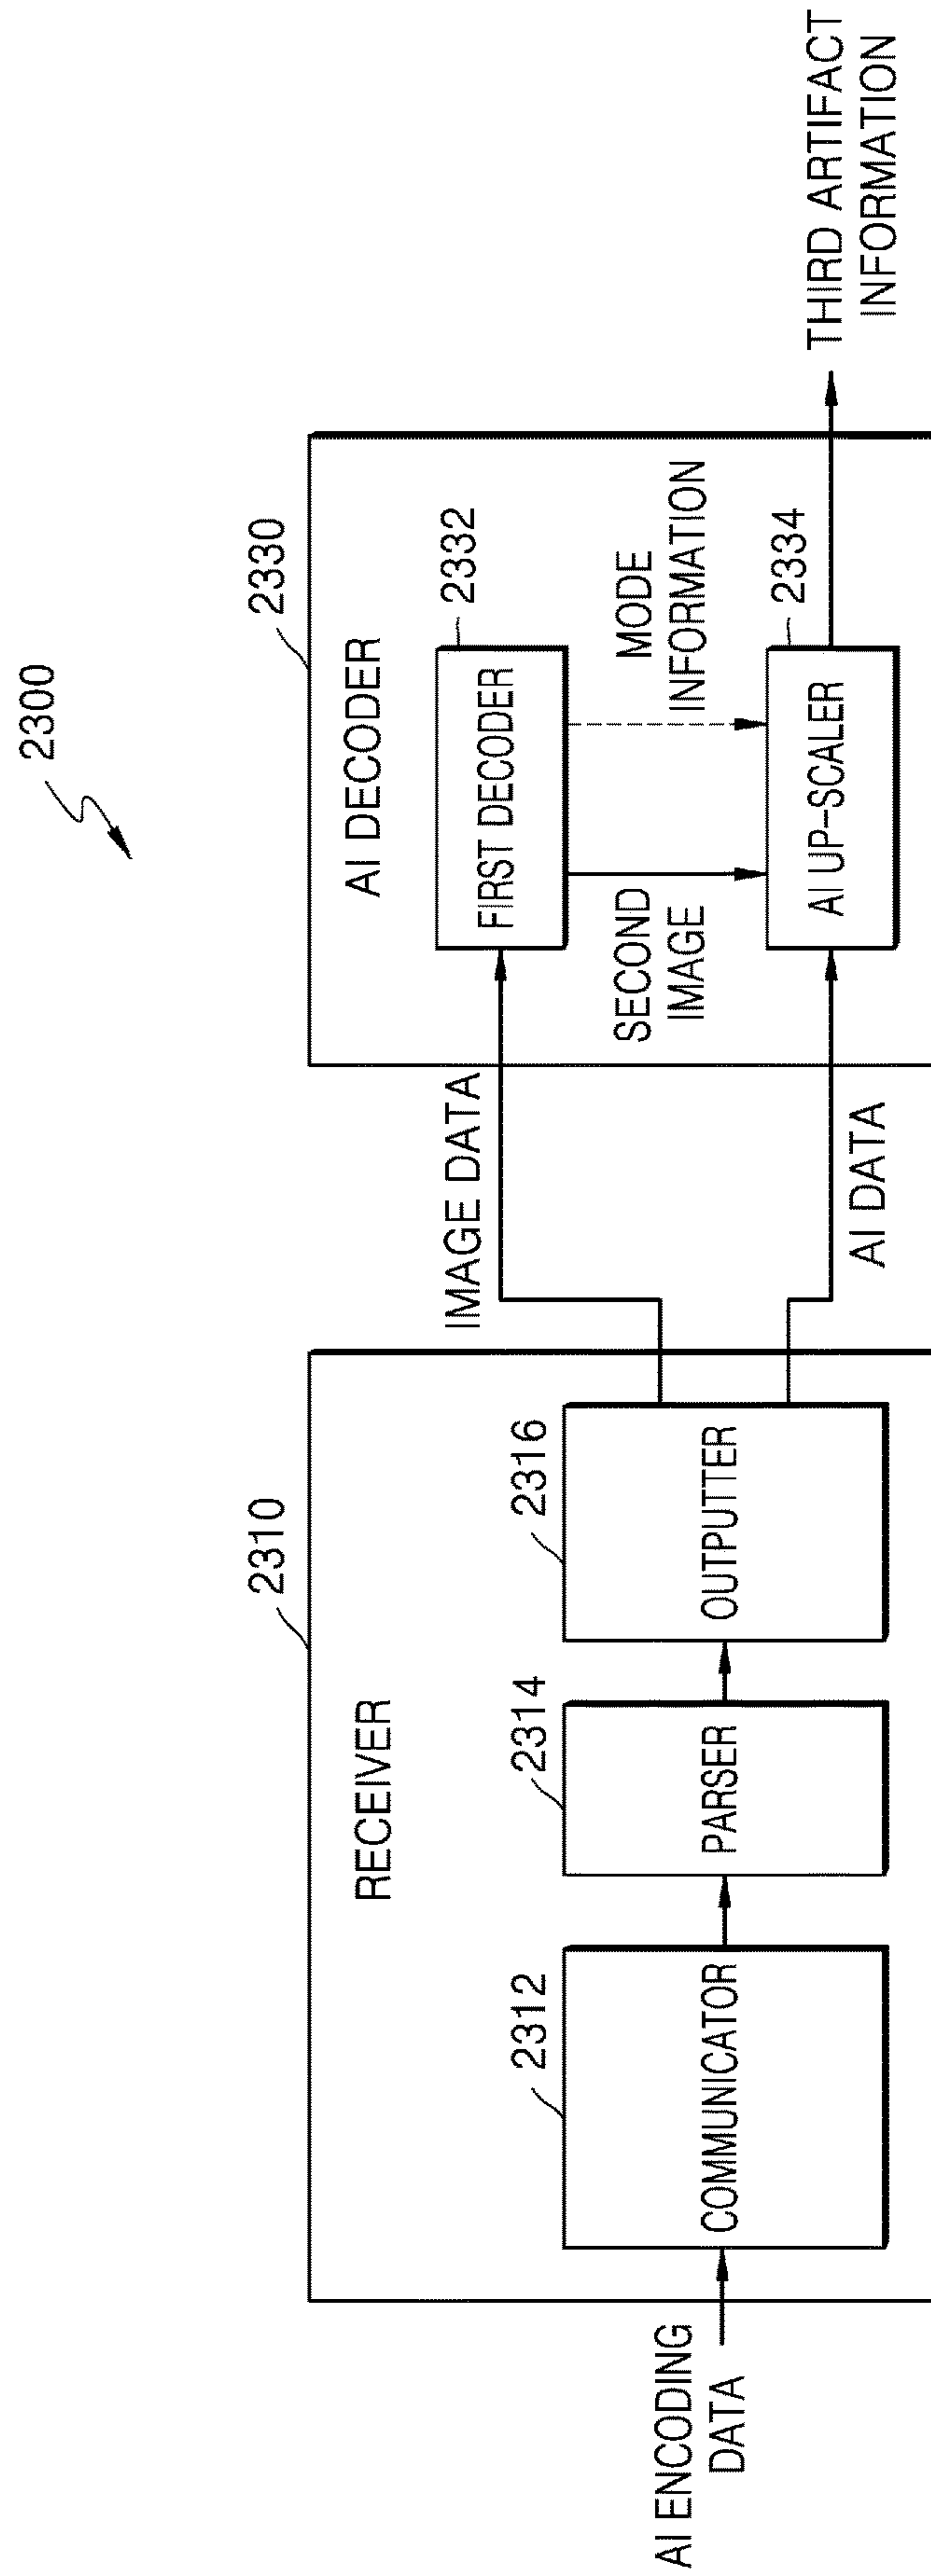 2300
2310
RECEIVER
2312
COMMUNICATOR
2314
PARSER
2316
OUTPUTTER
AI ENCODING
DATA
IMAGE DATA
AI DATA
2330
AI DECODER
FIRST DECODER
2332
SECOND
IMAGE
MODE
INFORMATION
AI UP-SCALER
2334
THIRD ARTIFACT
INFORMATION